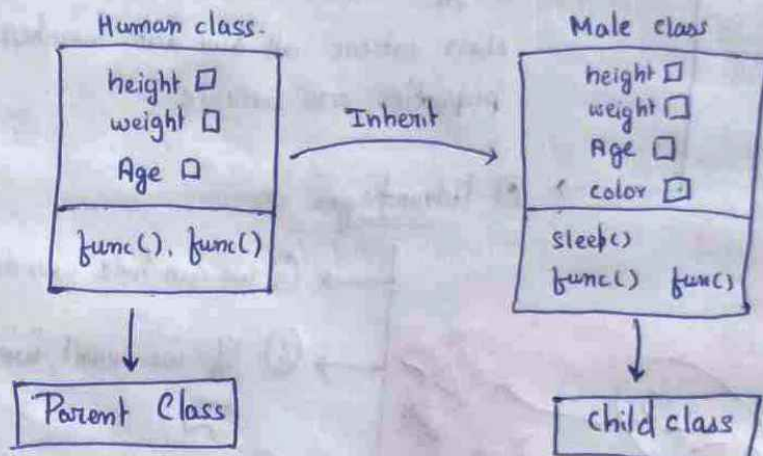 Human class.
height
weight
Age
func(), func()
Parent Class
Inherit
Male class
height
weight
Age
color
sleep()
func() fun()
child class